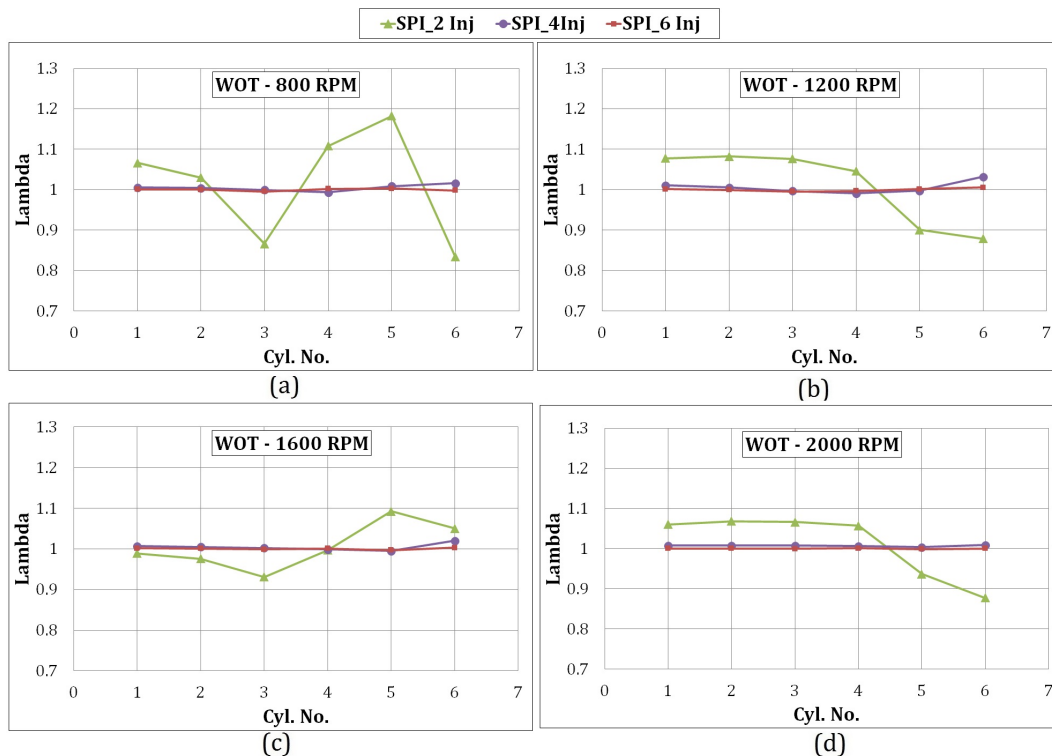 SPI_2 Inj SPI_4Inj SPI_6 Inj
WOT - 800 RPM
Lambda
1.3
1.2
1.1
1
0.9
0.8
0.7
0 1 2 3 4 5 6 7
Cyl. No.
(a)
WOT - 1200 RPM
Lambda
1.3
1.2
1.1
1
0.9
0.8
0.7
0 1 2 3 4 5 6 7
Cyl. No.
(b)
WOT - 1600 RPM
Lambda
1.3
1.2
1.1
1
0.9
0.8
0.7
0 1 2 3 4 5 6 7
Cyl. No.
(c)
WOT - 2000 RPM
Lambda
1.3
1.2
1.1
1
0.9
0.8
0.7
0 1 2 3 4 5 6 7
Cyl. No.
(d)